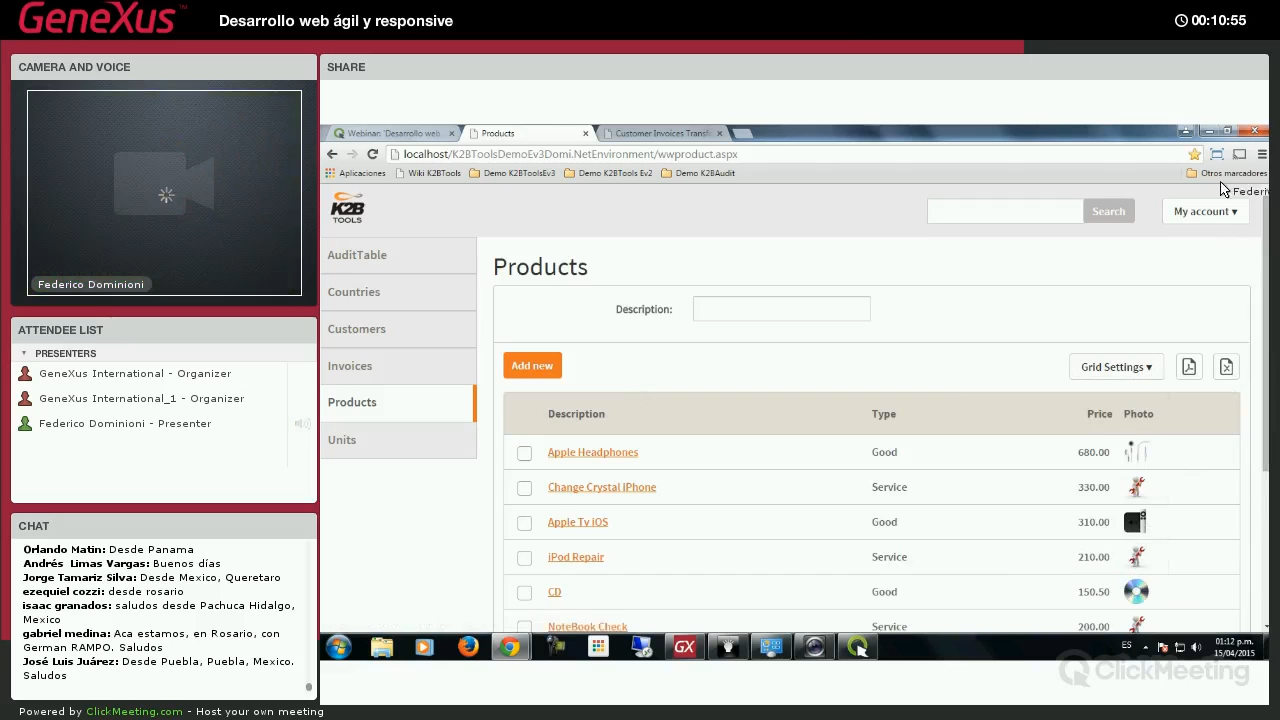 GeneXus™
Desarrollo web ágil y responsive
00:10:55
CAMERA AND VOICE
Federico Dominioni
ATTENDEE LIST
PRESENTERS
GeneXus International - Organizer
GeneXus International_1 - Organizer
Federico Dominioni - Presenter
CHAT
Orlando Matin: Desde Panama
Andrés Limas Vargas: Buenos días
Jorge Tamariz Silva: Desde Mexico, Queretaro
ezequiel cozzi: desde rosario
isaac granados: saludos desde Pachuca Hidalgo,
Mexico
gabriel medina: Aca estamos, en Rosario, con
German RAMPO. Saludos
José Luis Juárez: Desde Puebla, Puebla, Mexico.
Saludos
Powered by ClickMeeting.com - Host your own meeting
SHARE
Webinar: 'Desarrollo web
Products
Customer Invoices Transf
localhost/K2BToolsDemoEv3Domi.NetEnvironment/wwproduct.aspx
Aplicaciones Wiki K2BTools Demo K2BToolsEv3 Demo K2BTools Ev2 Demo K2BAudit Otros marcadores
Federi
K2B
TOOLS
Search
My account ▾
AuditTable
Countries
Customers
Invoices
Products
Units
Products
Description:
Add new
Grid Settings ▾
Description Type Price Photo
Apple Headphones Good 680.00
Change Crystal iPhone Service 330.00
Apple Tv iOS Good 310.00
iPod Repair Service 210.00
CD Good 150.50
NoteBook Check Service 200.00
GX
ES
01:12 p.m.
15/04/2015
ClickMeeting